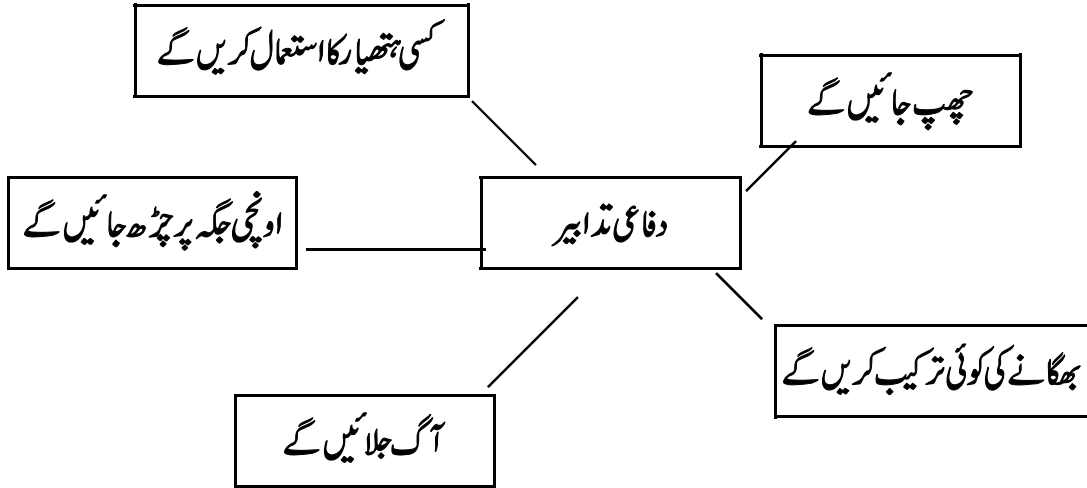 کسی ہتھیار کا استعمال کریں گے
چھپ جائیں گے
دفاعی تدابیر
اونچی جگہ پر چڑھ جائیں گے
بھگانے کی کوئی ترکیب کریں گے
آگ جلائیں گے